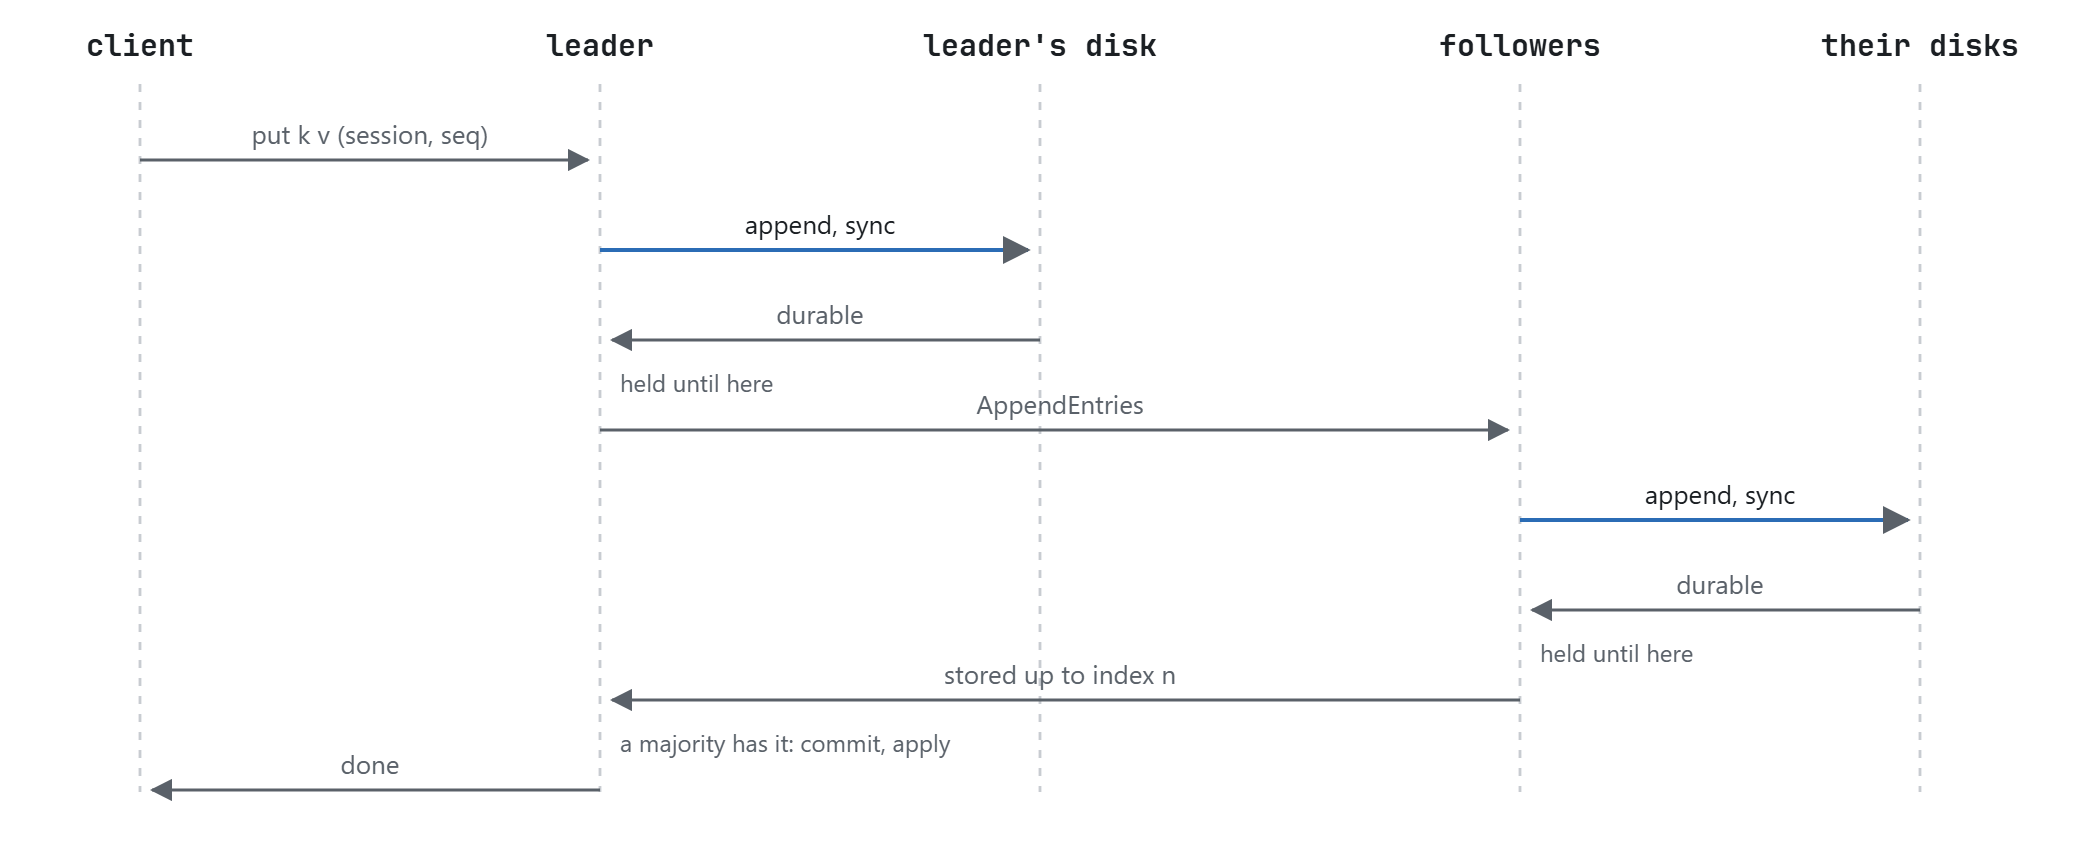 client
leader
leader's disk
followers
their disks
put k v (session, seq)
append, sync
durable
held until here
AppendEntries
append, sync
durable
held until here
stored up to index n
a majority has it: commit, apply
done